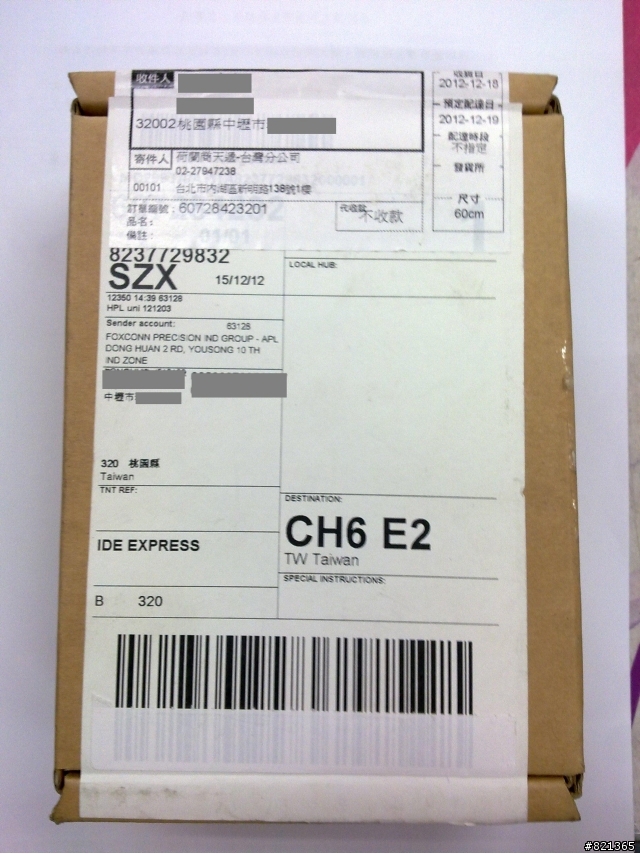 收件人
32002桃園縣中壢市
寄件人 荷蘭商天遞-台灣分公司
02-27947238
00101 台北市內湖區新明路138號1樓
訂單編號: 60728423201
品名:
備註:
代收款 不收款
收貨日
2012-12-18
預定配達日
2012-12-19
配達時段
不指定
發貨所
尺寸
60cm
8237729832
SZX 15/12/12
12360 14:39 63128
HPL uni 121203
Sender account: 63128
FOXCONN PRECISION IND GROUP - APL
DONG HUAN 2 RD, YOUSONG 10 TH
IND ZONE
中壢市
320 桃園縣
Taiwan
TNT REF:
IDE EXPRESS
B 320
LOCAL HUB:
DESTINATION:
CH6 E2
TW Taiwan
SPECIAL INSTRUCTIONS:
#821365